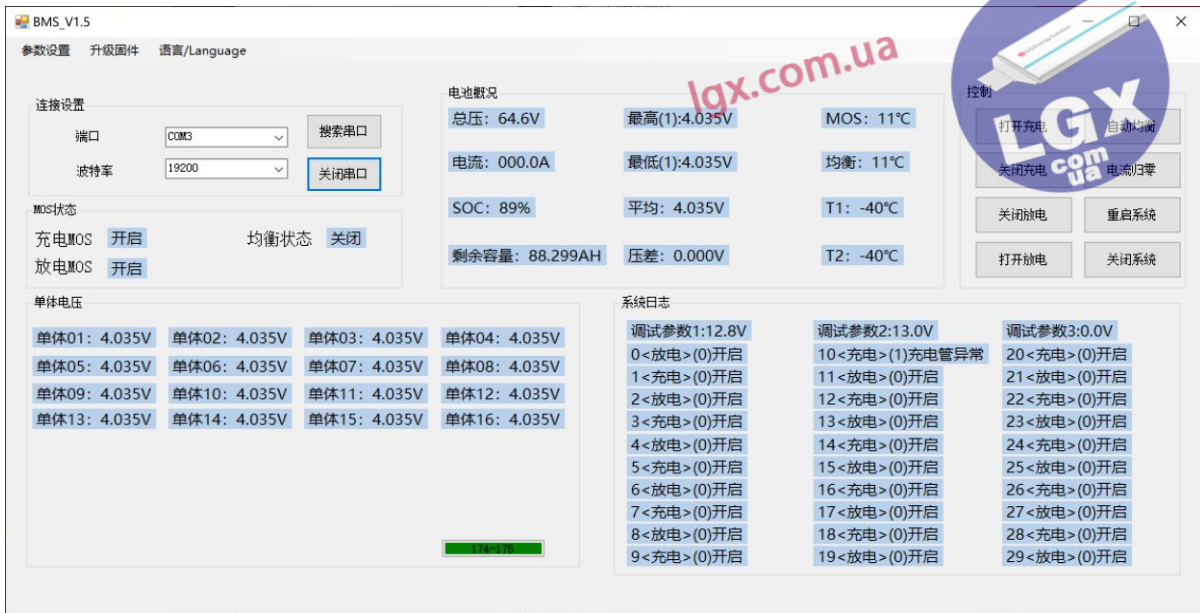 BMS_V1.5
参数设置 升级固件 语言/Language
lgx.com.ua
LGX
com
ua
连接设置
端口 COM3 搜索串口
波特率 19200 关闭串口
MOS状态
充电MOS 开启 均衡状态 关闭
放电MOS 开启
电池概况
总压: 64.6V 最高(1):4.035V MOS: 11℃
电流: 000.0A 最低(1):4.035V 均衡: 11℃
SOC: 89% 平均: 4.035V T1: -40℃
剩余容量: 88.299AH 压差: 0.000V T2: -40℃
控制
打开充电 自动均衡
关闭充电 电流归零
关闭放电 重启系统
打开放电 关闭系统
单体电压
单体01: 4.035V 单体02: 4.035V 单体03: 4.035V 单体04: 4.035V
单体05: 4.035V 单体06: 4.035V 单体07: 4.035V 单体08: 4.035V
单体09: 4.035V 单体10: 4.035V 单体11: 4.035V 单体12: 4.035V
单体13: 4.035V 单体14: 4.035V 单体15: 4.035V 单体16: 4.035V
174-175
系统日志
调试参数1:12.8V 调试参数2:13.0V 调试参数3:0.0V
0<放电>(0)开启 10<充电>(1)充电管异常 20<充电>(0)开启
1<充电>(0)开启 11<放电>(0)开启 21<放电>(0)开启
2<放电>(0)开启 12<充电>(0)开启 22<充电>(0)开启
3<充电>(0)开启 13<放电>(0)开启 23<放电>(0)开启
4<放电>(0)开启 14<充电>(0)开启 24<充电>(0)开启
5<充电>(0)开启 15<放电>(0)开启 25<放电>(0)开启
6<放电>(0)开启 16<充电>(0)开启 26<充电>(0)开启
7<充电>(0)开启 17<放电>(0)开启 27<放电>(0)开启
8<放电>(0)开启 18<充电>(0)开启 28<充电>(0)开启
9<充电>(0)开启 19<放电>(0)开启 29<放电>(0)开启